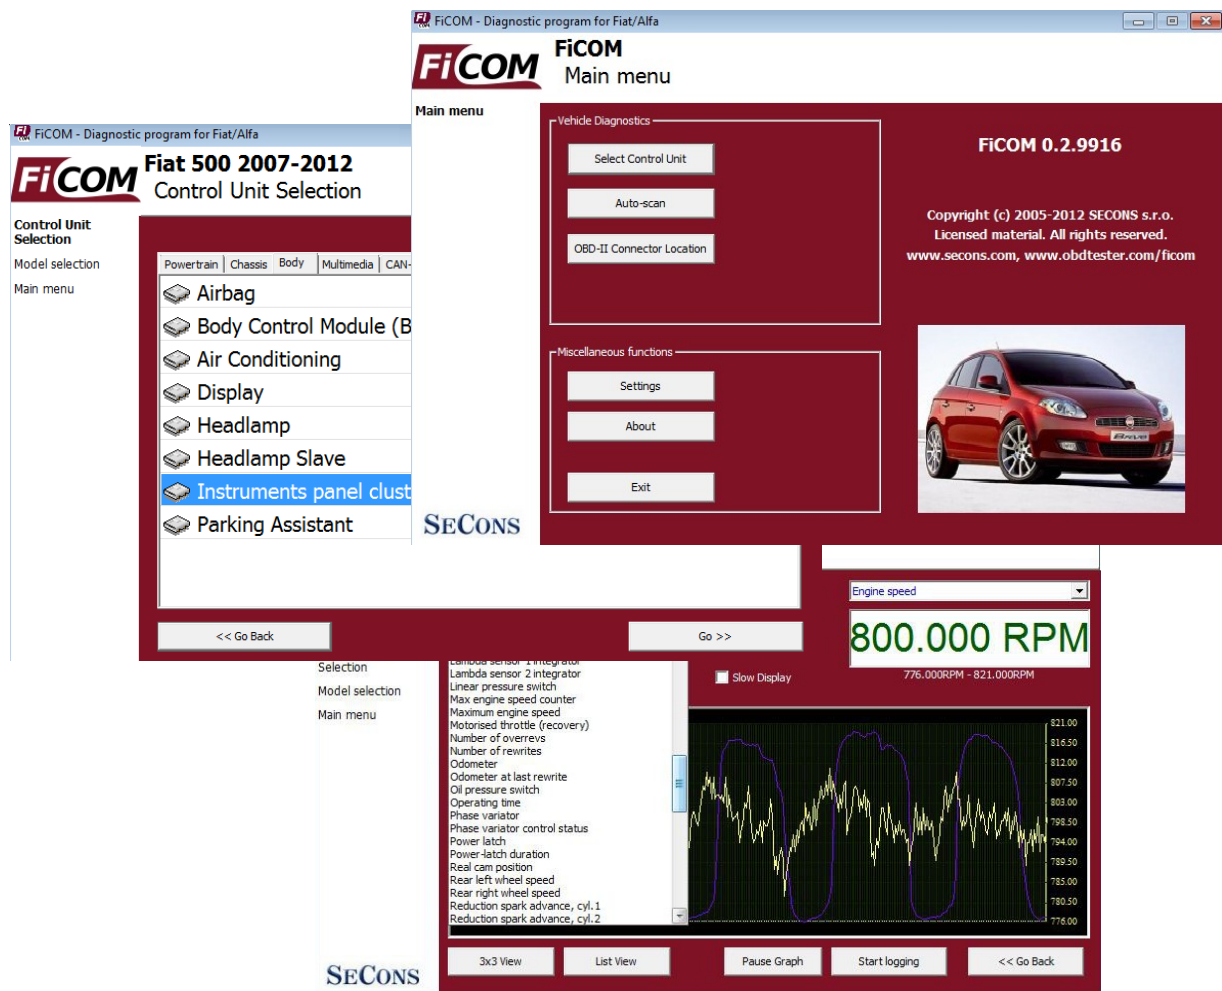 FiCOM - Diagnostic program for Fiat/Alfa
FiCOM
FiCOM
Main menu
Main menu
Vehicle Diagnostics
Select Control Unit
Auto-scan
OBD-II Connector Location
Miscellaneous functions
Settings
About
Exit
FiCOM 0.2.9916
Copyright (c) 2005-2012 SECONS s.r.o.
Licensed material. All rights reserved.
www.secons.com, www.obdtester.com/ficom
Bravo
SECONS
FiCOM - Diagnostic program for Fiat/Alfa
FiCOM
Fiat 500 2007-2012
Control Unit Selection
Control Unit
Selection
Model selection
Main menu
Powertrain
Chassis
Body
Multimedia
CAN-
Airbag
Body Control Module (B
Air Conditioning
Display
Headlamp
Headlamp Slave
Instruments panel clust
Parking Assistant
<< Go Back
Go >>
Selection
Model selection
Main menu
Lambda sensor 1 integrator
Lambda sensor 2 integrator
Linear pressure switch
Max engine speed counter
Maximum engine speed
Motorised throttle (recovery)
Number of overrevs
Number of rewrites
Odometer
Odometer at last rewrite
Oil pressure switch
Operating time
Phase variator
Phase variator control status
Power latch
Power-latch duration
Real cam position
Rear left wheel speed
Rear right wheel speed
Reduction spark advance, cyl.1
Reduction spark advance, cyl.2
Engine speed
800.000 RPM
Slow Display
776.000RPM - 821.000RPM
821.00
816.50
812.00
807.50
803.00
798.50
794.00
789.50
785.00
780.50
776.00
3x3 View
List View
Pause Graph
Start logging
<< Go Back
SECONS